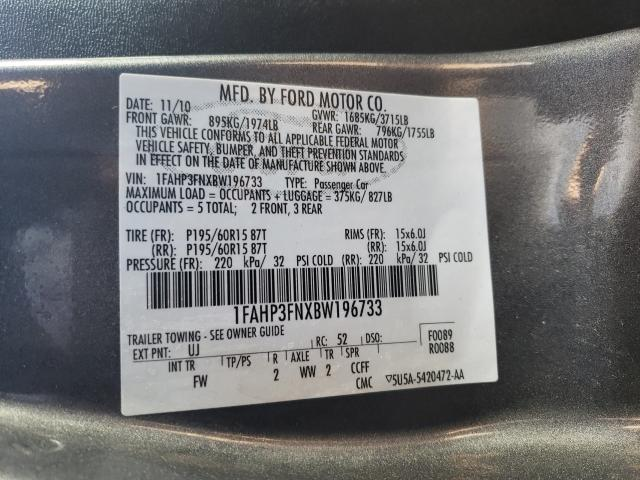 MFD. BY FORD MOTOR CO.
DATE: 11/10 GVWR: 1685KG/3715LB
FRONT GAWR: 895KG/1974LB REAR GAWR: 796KG/1755LB
THIS VEHICLE CONFORMS TO ALL APPLICABLE FEDERAL MOTOR
VEHICLE SAFETY, BUMPER, AND THEFT PREVENTION STANDARDS
IN EFFECT ON THE DATE OF MANUFACTURE SHOWN ABOVE.
VIN: 1FAHP3FNXBW196733 TYPE: Passenger Car
MAXIMUM LOAD = OCCUPANTS + LUGGAGE = 375KG/ 827LB
OCCUPANTS = 5 TOTAL; 2 FRONT, 3 REAR
TIRE (FR): P195/60R15 87T RIMS (FR): 15x6.0J
(RR): P195/60R15 87T (RR): 15x6.0J
PRESSURE (FR): 220 kPa/ 32 PSI COLD (RR): 220 kPa/ 32 PSI COLD
1FAHP3FNXBW196733
TRAILER TOWING - SEE OWNER GUIDE
EXT PNT: UJ RC: 52 DSO: F0089
R0088
INT TR TP/PS R AXLE TR SPR
FW 2 WW 2 CCFF
CMC ▽5U5A-5420472-AA